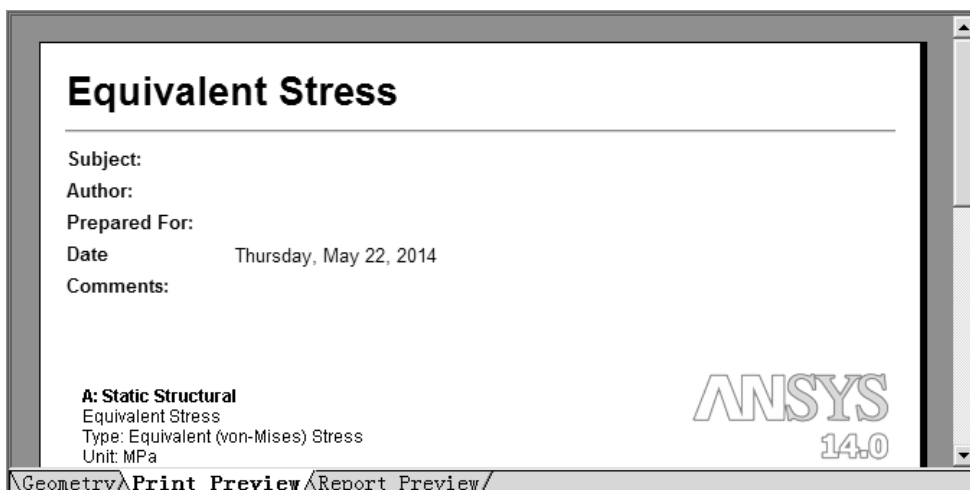 Equivalent Stress
Subject:
Author:
Prepared For:
Date Thursday, May 22, 2014
Comments:
A: Static Structural
Equivalent Stress
Type: Equivalent (von-Mises) Stress
Unit: MPa
ANSYS
14.0
Geometry Print Preview Report Preview